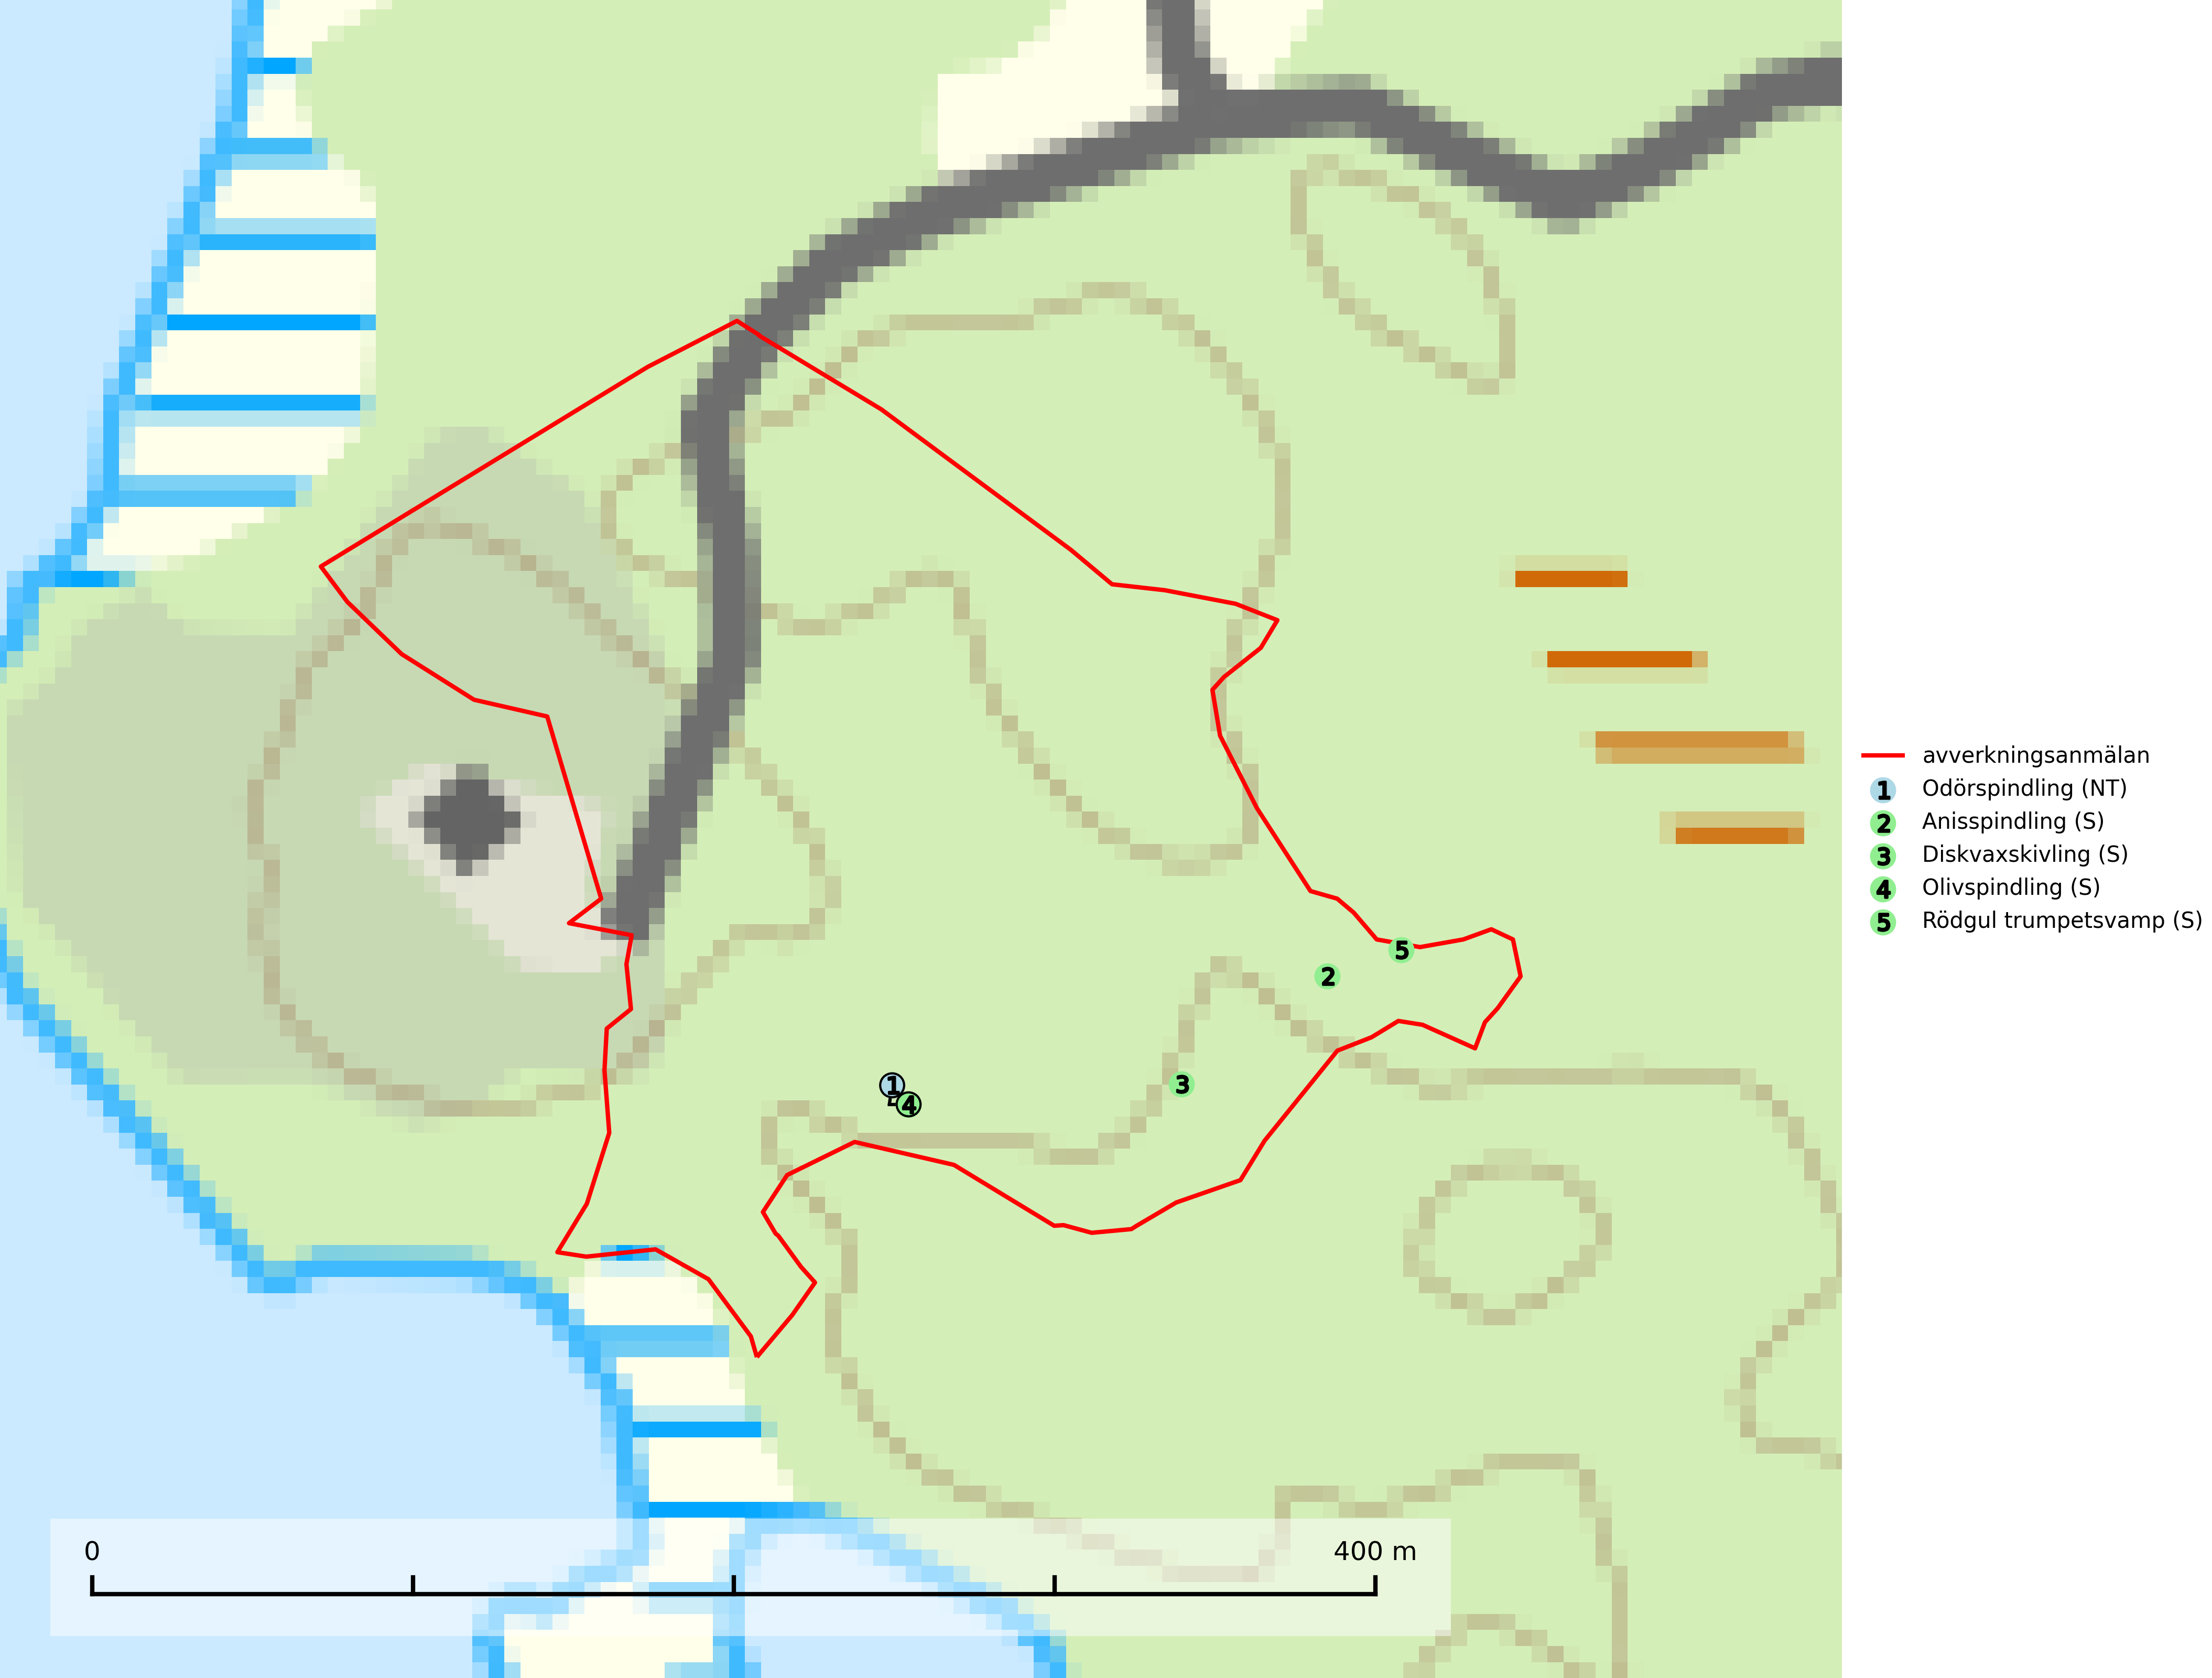 avverkningsanmälan
1 Odörspindling (NT)
2 Anisspindling (S)
3 Diskvaxskivling (S)
4 Olivspindling (S)
5 Rödgul trumpetsvamp (S)
5
2
1
3
4
0 400 m